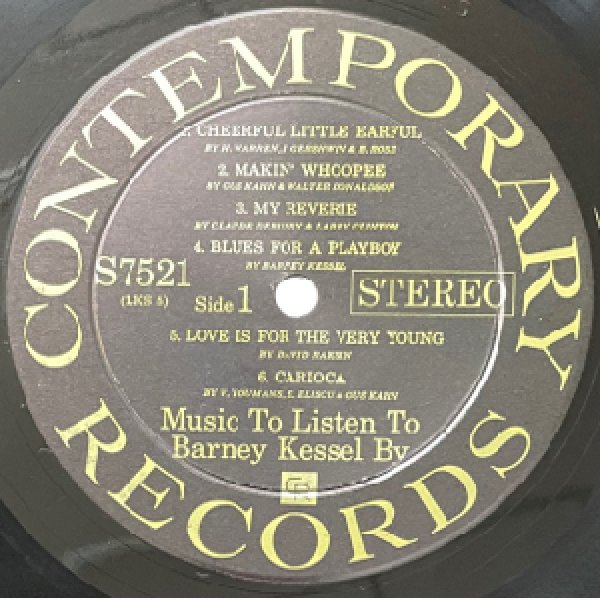 CONTEMPORARY
1. CHEERFUL LITTLE EARFUL
BY H. WARREN, I GERSHWIN & B. ROSE
2. MAKIN' WHOOPEE
BY GUS KAHN & WALTER DONALDSON
3. MY REVERIE
BY CLAUDE DEBUSSY & LARRY CLINTON
4. BLUES FOR A PLAYBOY
BY BARNEY KESSEL
S7521
(LKS 5)
Side 1
STEREO
5. LOVE IS FOR THE VERY YOUNG
BY DAVID RAKSIN
6. CARIOCA
BY V. YOUMANS, E. ELISCU & GUS KAHN
Music To Listen To
Barney Kessel By
RECORDS